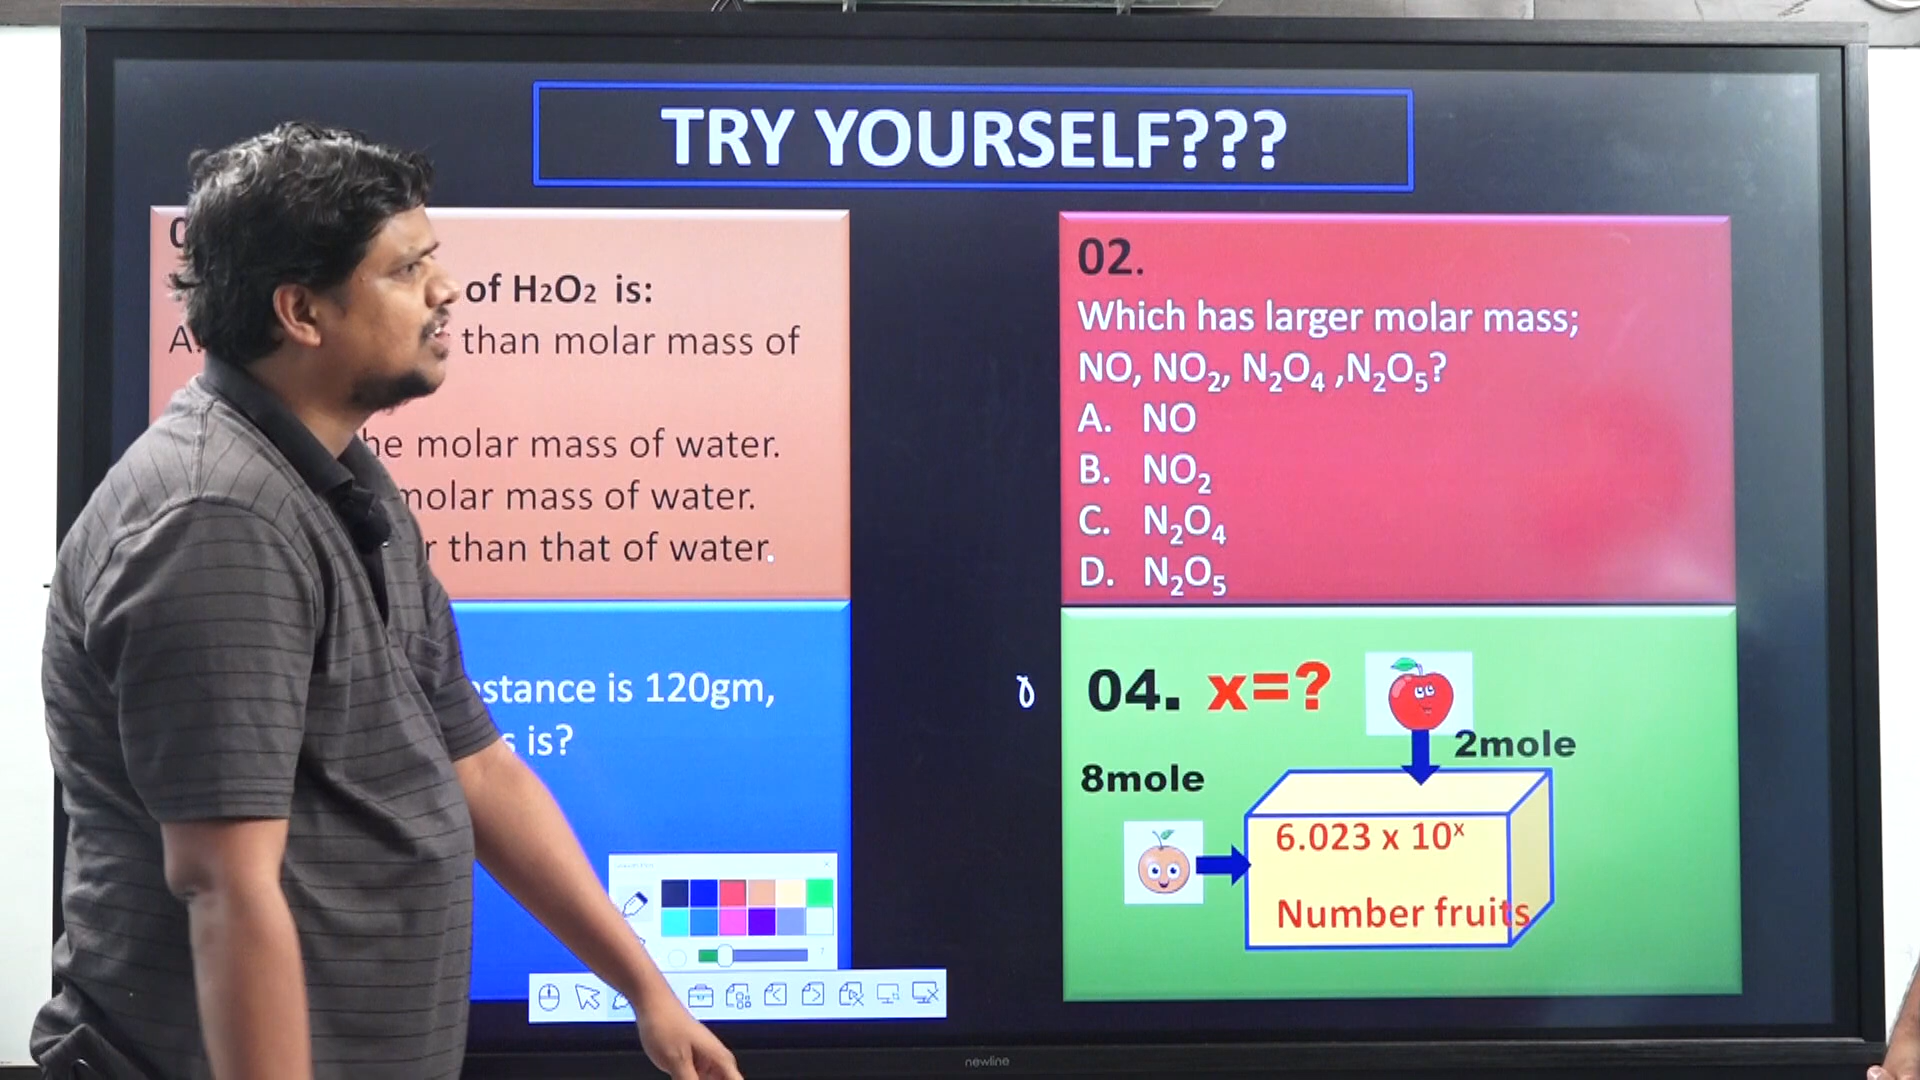 TRY YOURSELF???
of H₂O₂ is:
A. than molar mass of
the molar mass of water.
molar mass of water.
than that of water.
is 120gm,
is?
02.
Which has larger molar mass;
NO, NO₂, N₂O₄ ,N₂O₅?
A. NO
B. NO₂
C. N₂O₄
D. N₂O₅
04. x=?
2mole
8mole
6.023 x 10ˣ
Number fruits
newline